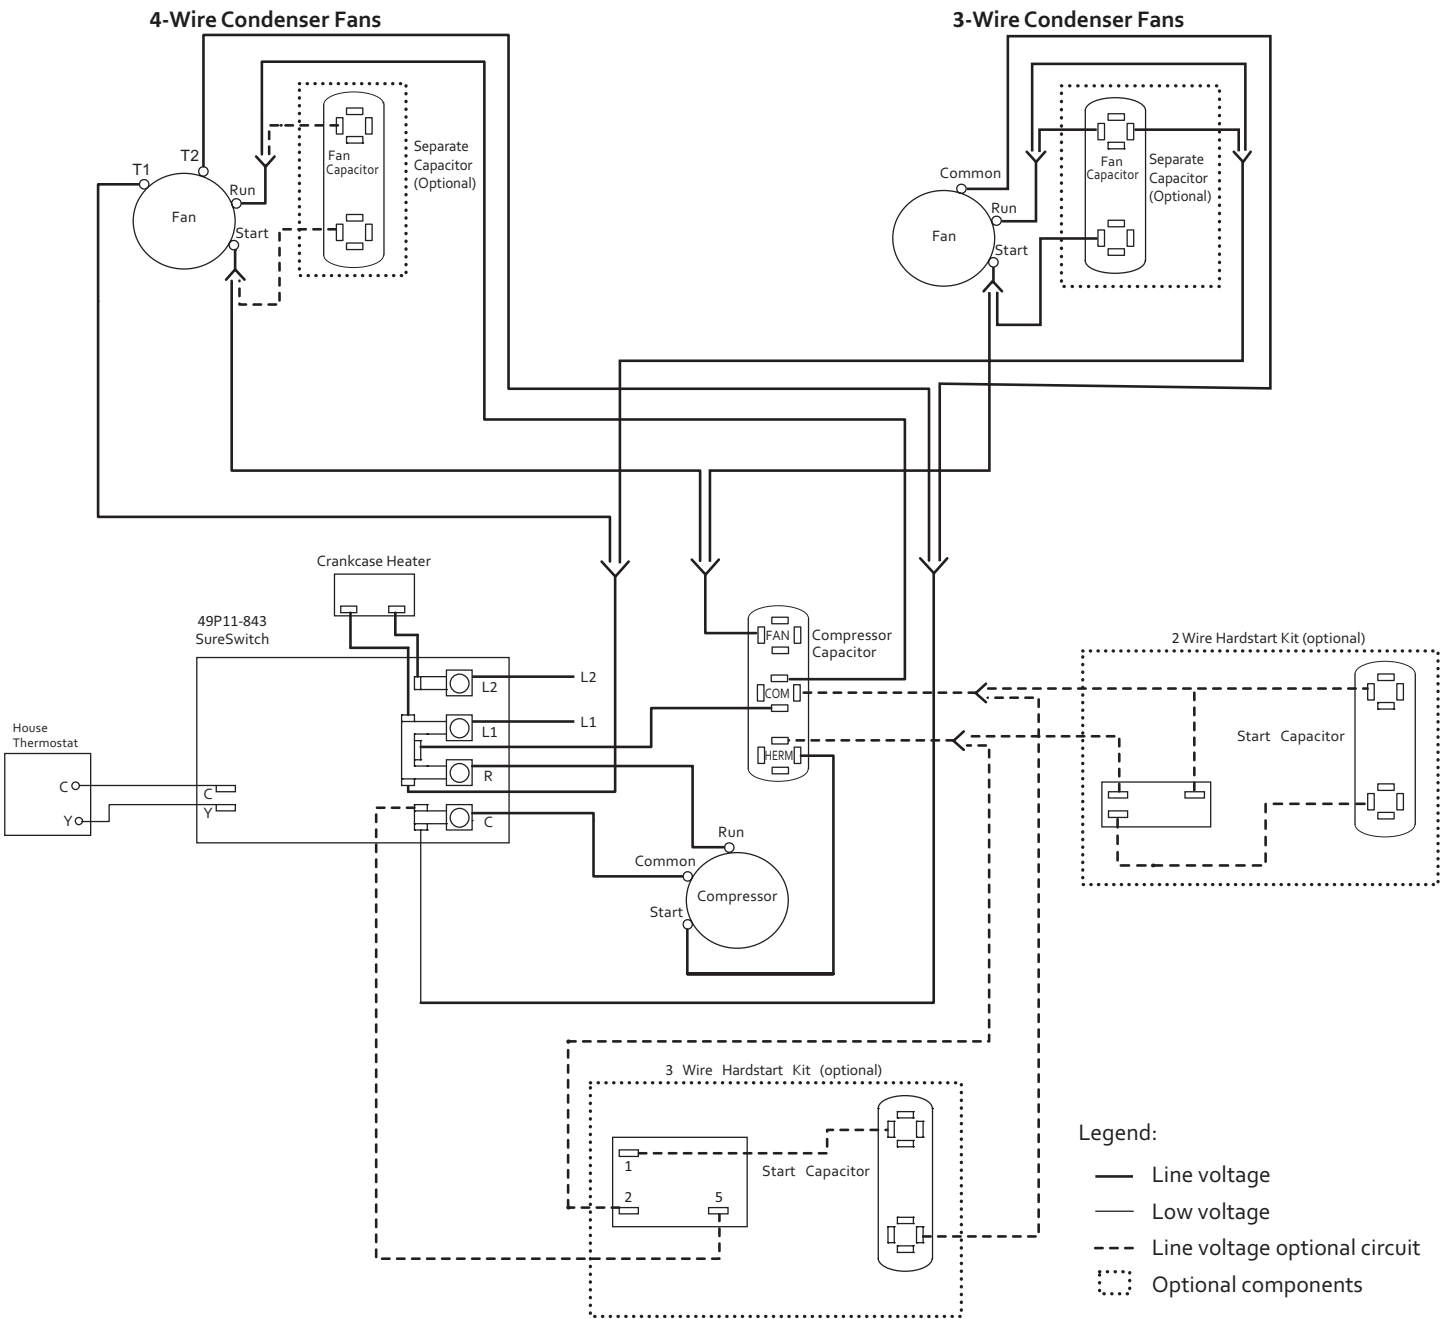 4-Wire Condenser Fans
3-Wire Condenser Fans
T2
T1
Run
Fan
Start
Fan
Capacitor
Separate
Capacitor
(Optional)
Common
Run
Fan
Start
Fan
Capacitor
Separate
Capacitor
(Optional)
Crankcase Heater
49P11-843
SureSwitch
L2
L2
L1
L1
R
C
C
Y
House
Thermostat
C
Y
FAN
COM
HERM
Compressor
Capacitor
Run
Common
Compressor
Start
2 Wire Hardstart Kit (optional)
Start Capacitor
3 Wire Hardstart Kit (optional)
1
2
5
Start Capacitor
Legend:
Line voltage
Low voltage
Line voltage optional circuit
Optional components